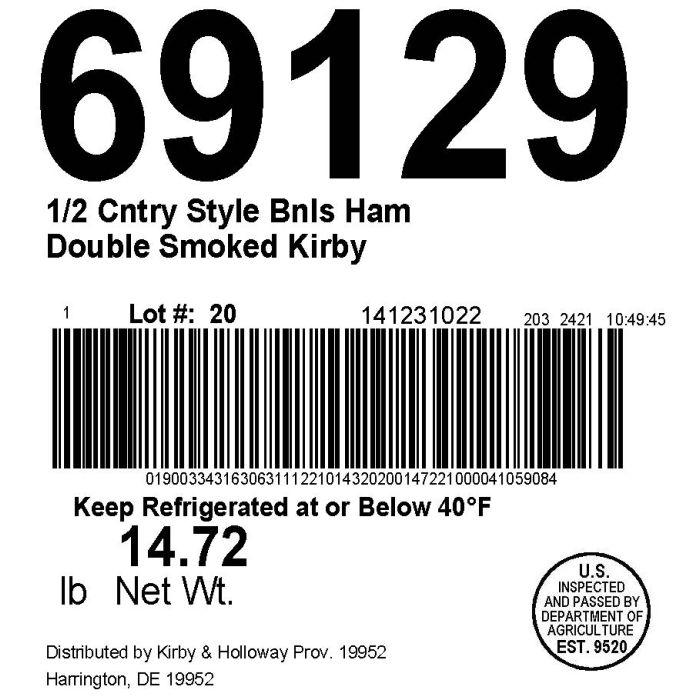 69129
1/2 Cntry Style Bnls Ham
Double Smoked Kirby
1 Lot #: 20 141231022 203 2421 10:49:45
01900334316306311122101432020014722100004105908​4
Keep Refrigerated at or Below 40°F
14.72
lb Net Wt.
U.S.
INSPECTED
AND PASSED BY
DEPARTMENT OF
AGRICULTURE
EST. 9520
Distributed by Kirby & Holloway Prov. 19952
Harrington, DE 19952